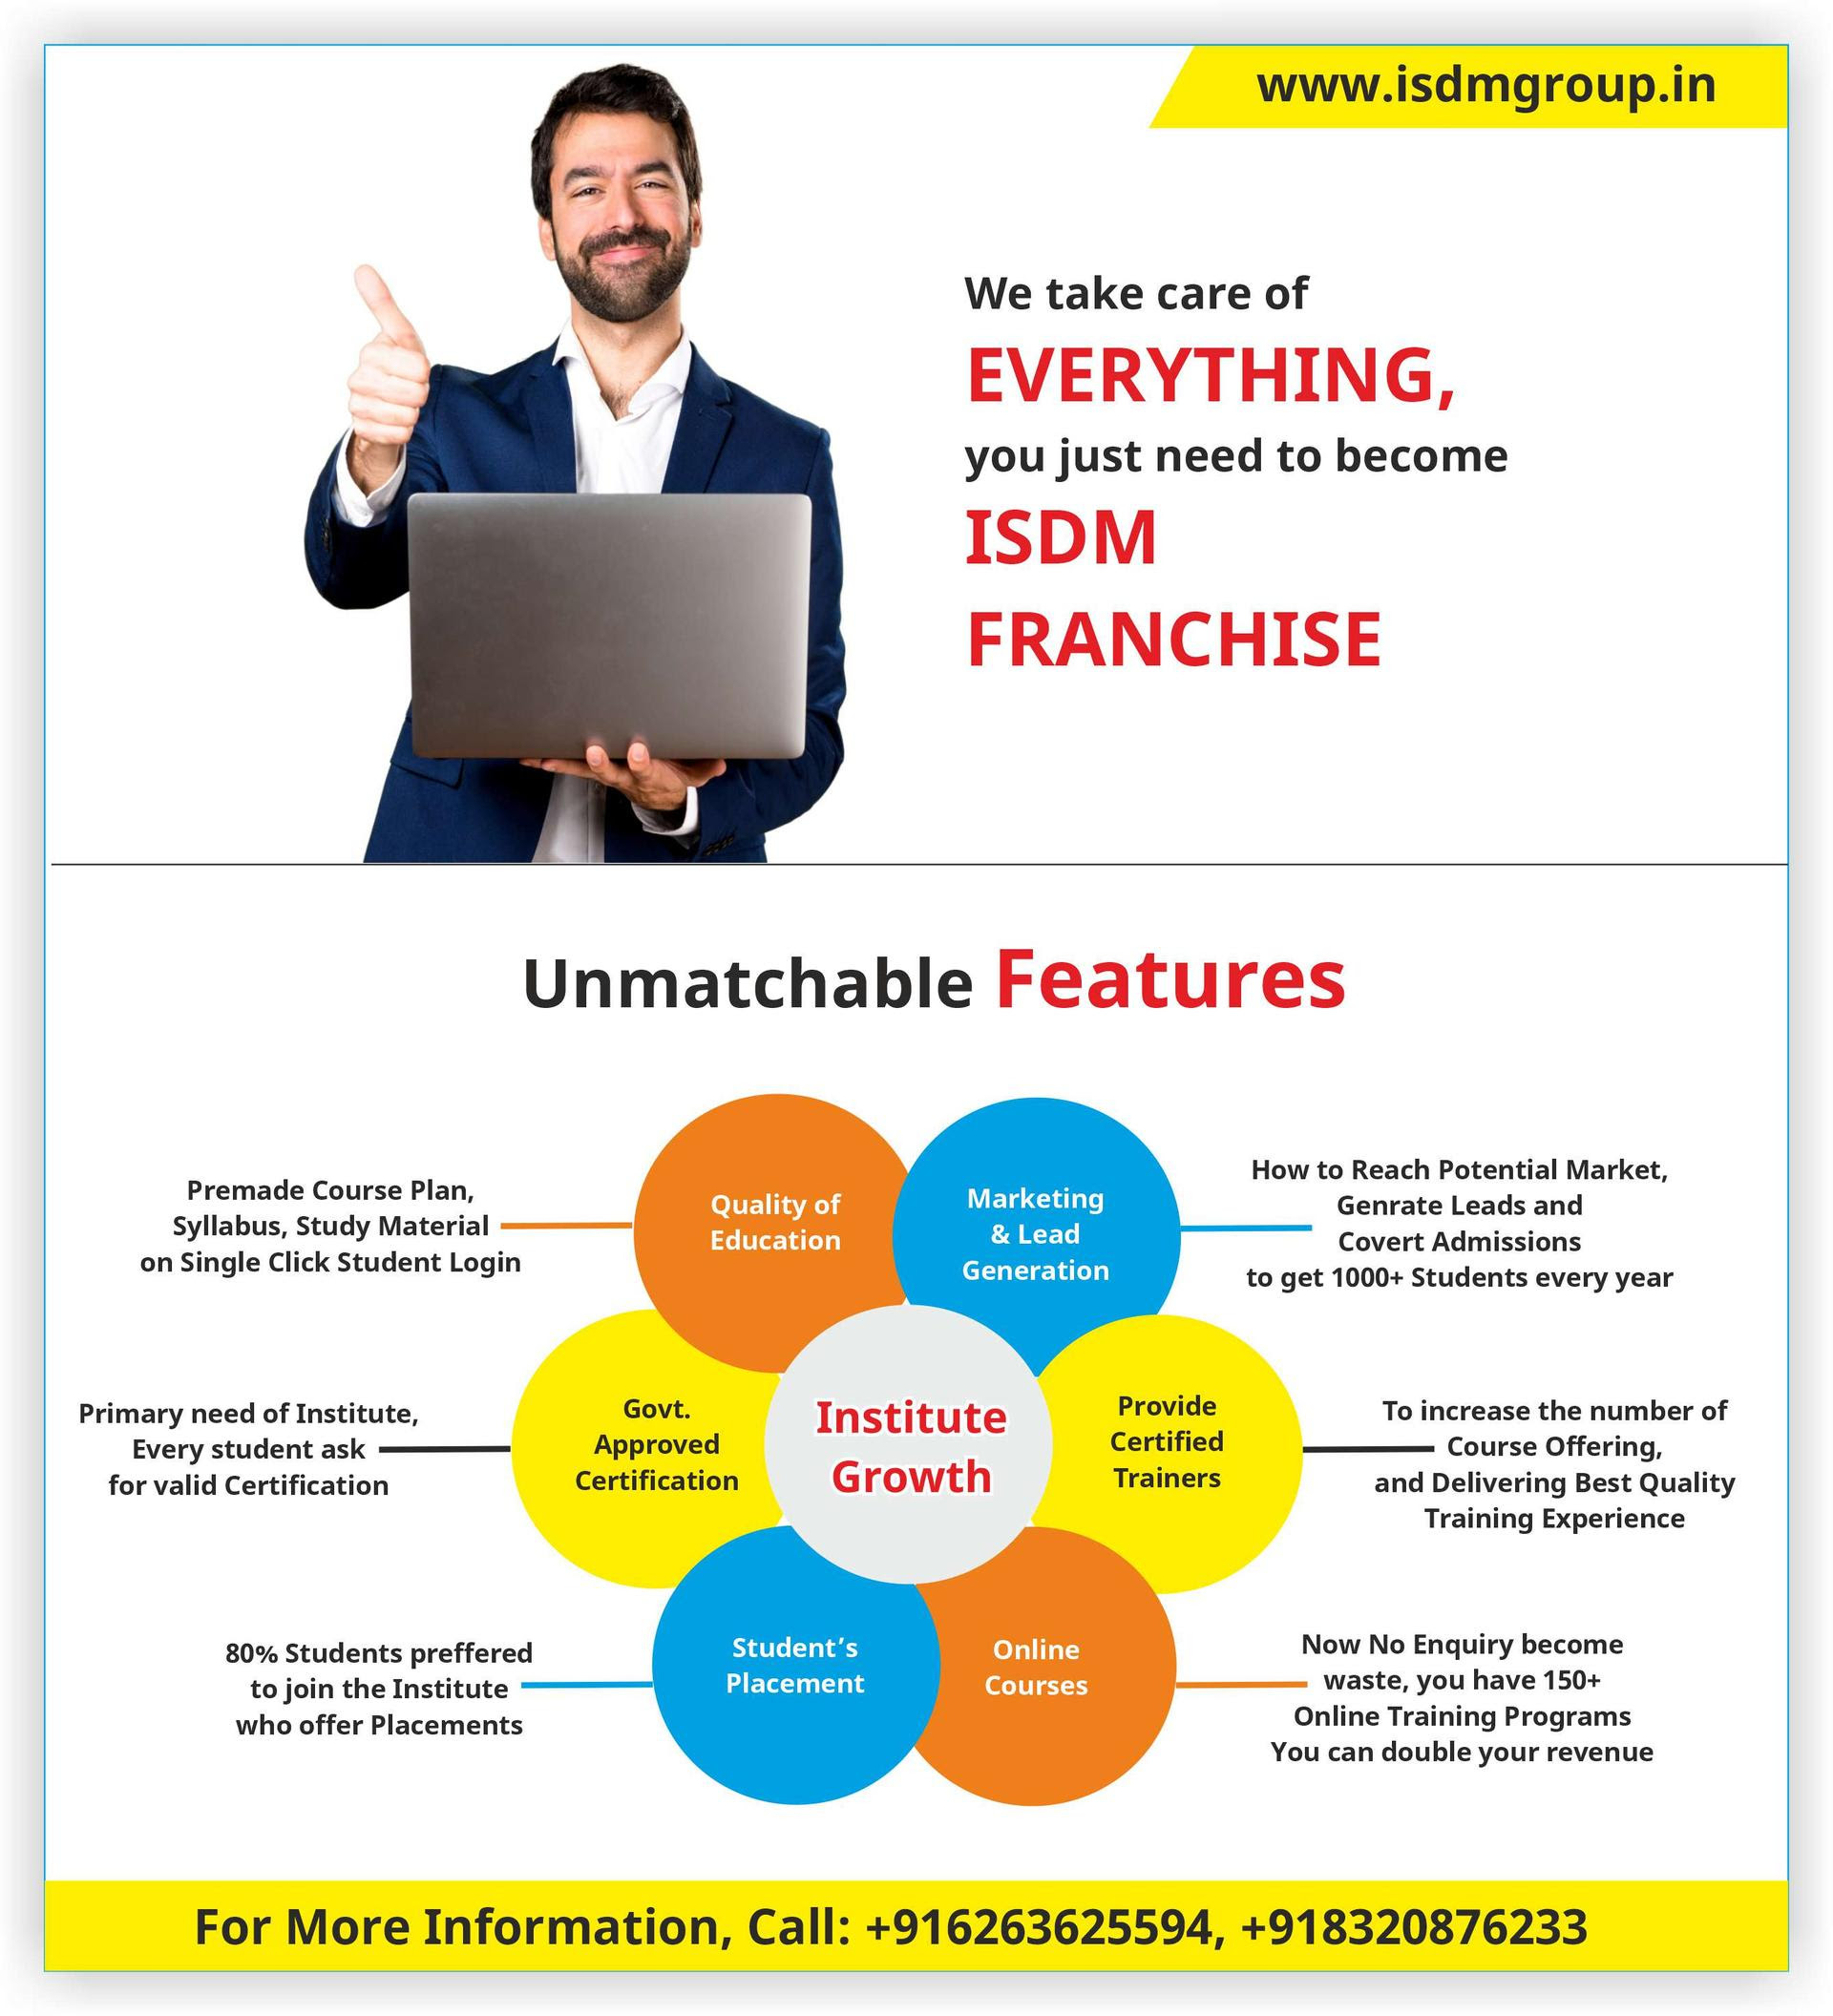 www.isdmgroup.in
We take care of
EVERYTHING,
you just need to become
ISDM
FRANCHISE
Unmatchable Features
Premade Course Plan,
Syllabus, Study Material
on Single Click Student Login
Quality of
Education
Marketing
& Lead
Generation
How to Reach Potential Market,
Genrate Leads and
Covert Admissions
to get 1000+ Students every year
Primary need of Institute,
Every student ask
for valid Certification
Govt.
Approved
Certification
Institute
Growth
Provide
Certified
Trainers
To increase the number of
Course Offering,
and Delivering Best Quality
Training Experience
80% Students preffered
to join the Institute
who offer Placements
Student's
Placement
Online
Courses
Now No Enquiry become
waste, you have 150+
Online Training Programs
You can double your revenue
For More Information, Call: +916263625594, +918320876233